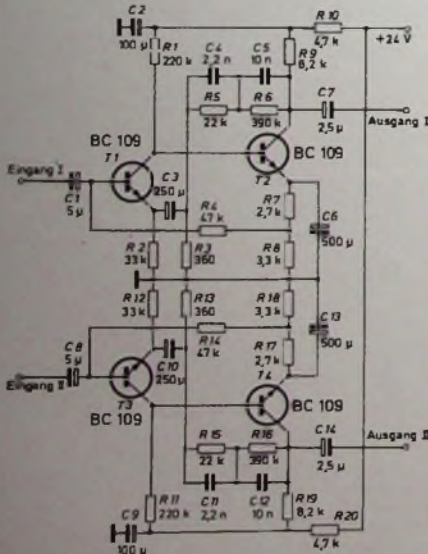 C2
100 µ
R1
220 k
C4
2,2 n
C5
10 n
R9
8,2 k
R10
4,7 k
+24 V
R5
22 k
R6
390 k
C7
2,5 µ
Ausgang I
BC 109
T1
BC 109
T2
Eingang I
C1
5 µ
C3
250 µ
R4
47 k
R7
2,7 k
C6
500 µ
R2
33 k
R3
360
R8
3,3 k
R12
33 k
R13
360
R18
3,3 k
C13
500 µ
R14
47 k
R17
2,7 k
C8
5 µ
C10
250 µ
Eingang II
T3
BC 109
T4
BC 109
R15
22 k
R16
390 k
C14
2,5 µ
Ausgang II
R11
220 k
C11
2,2 n
C12
10 n
R19
8,2 k
R20
4,7 k
C9
100 µ